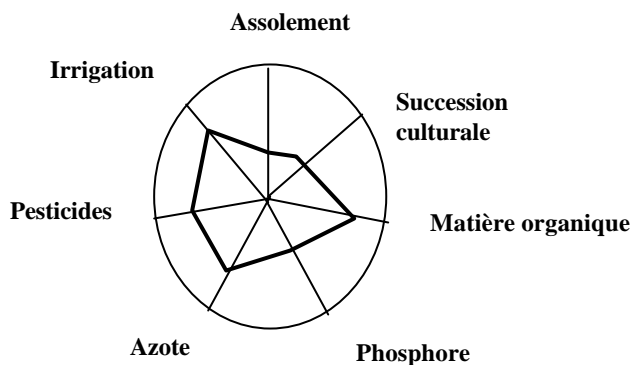 Assolement
Irrigation
Succession
culturale
Pesticides
Matière organique
Azote
Phosphore